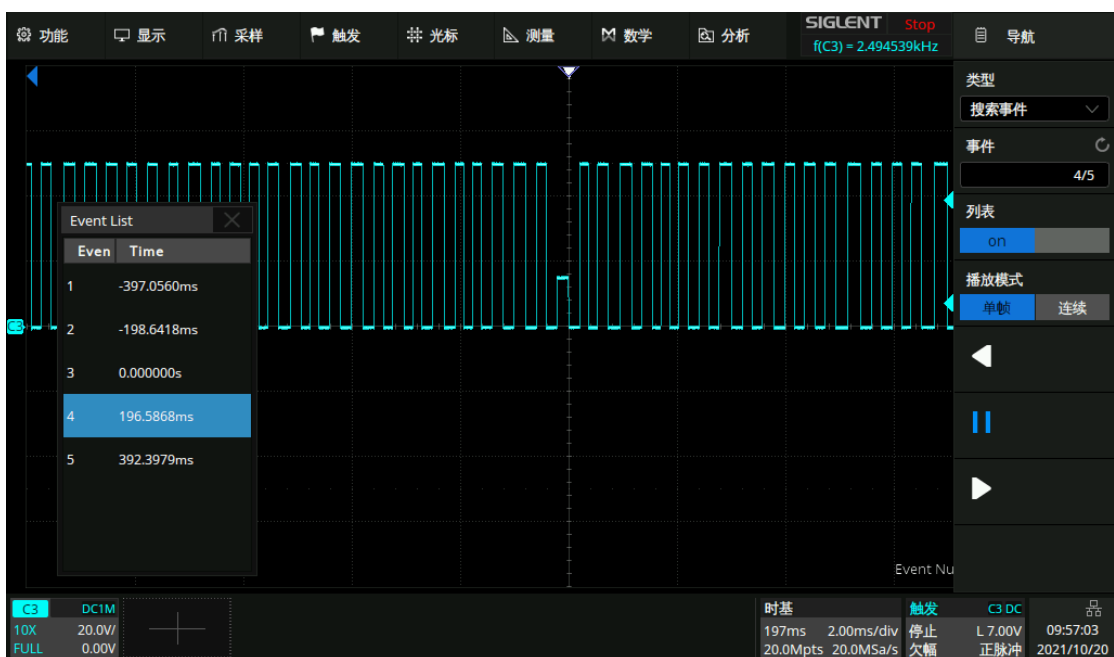 功能 显示 采样 触发 光标 测量 数学 分析 SIGLENT Stop 导航
f(C3) = 2.494539kHz
类型
搜索事件
事件
4/5
列表
on
播放模式
单帧 连续
Event List
Even Time
1 -397.0560ms
2 -198.6418ms
3 0.000000s
4 196.5868ms
5 392.3979ms
C3
Event Nu
C3 DC1M
10X 20.0V/
FULL 0.00V
时基
197ms 2.00ms/div
20.0Mpts 20.0MSa/s
触发 C3 DC
停止 L 7.00V
欠幅 正脉冲
09:57:03
2021/10/20